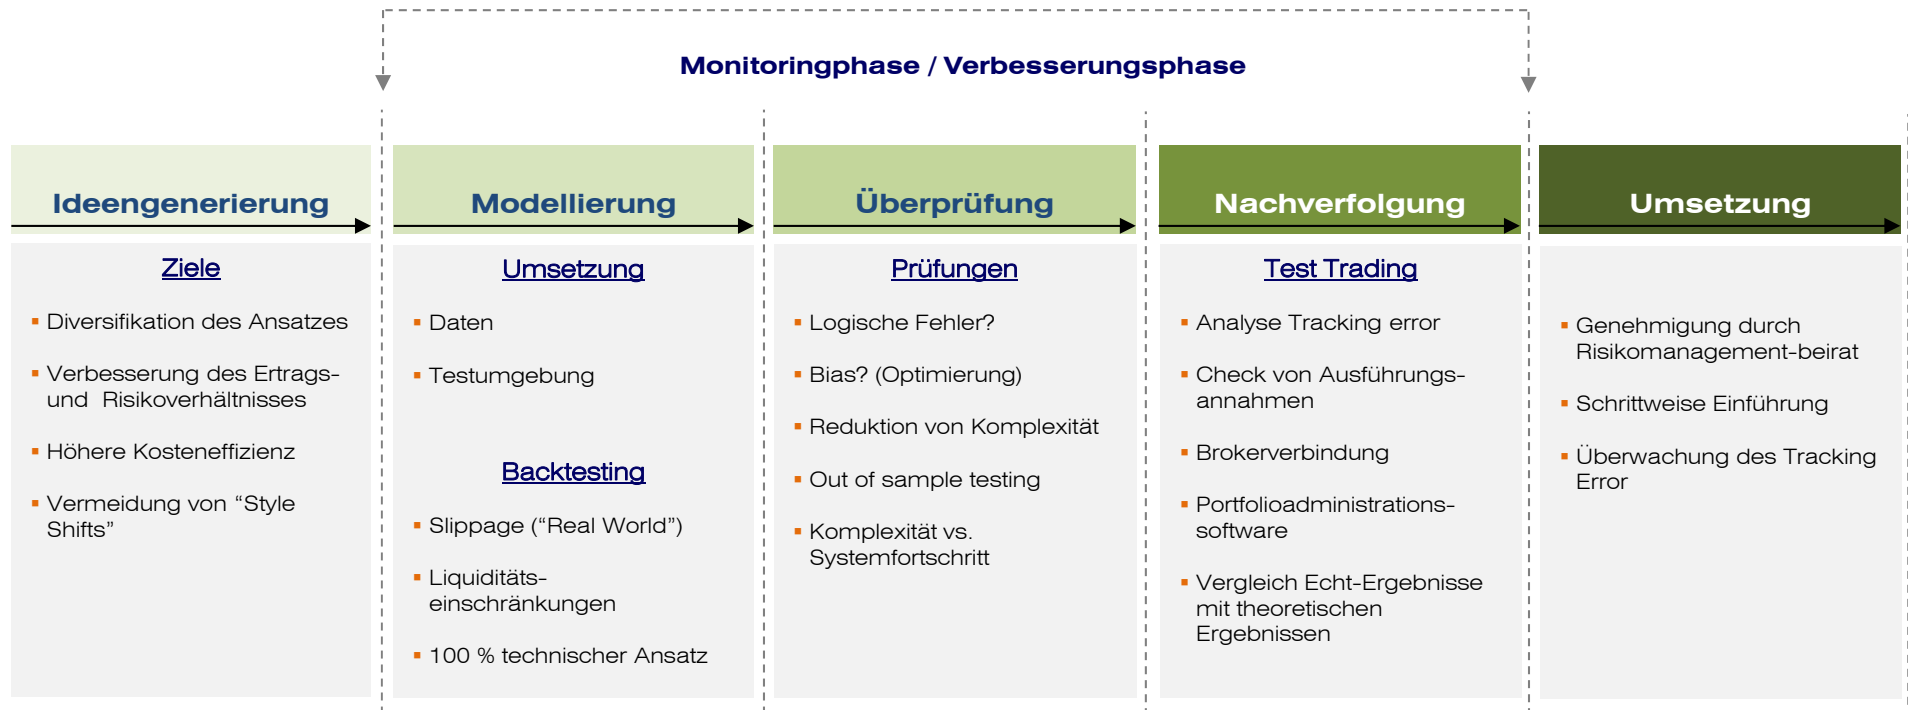 Monitoringphase / Verbesserungsphase
Ideengenerierung
Ziele
Diversifikation des Ansatzes
Verbesserung des Ertrags-
und Risikoverhältnisses
Höhere Kosteneffizienz
Vermeidung von “Style
Shifts”
Modellierung
Umsetzung
Daten
Testumgebung
Backtesting
Slippage (“Real World”)
Liquiditäts-
einschränkungen
100 % technischer Ansatz
Überprüfung
Prüfungen
Logische Fehler?
Bias? (Optimierung)
Reduktion von Komplexität
Out of sample testing
Komplexität vs.
Systemfortschritt
Nachverfolgung
Test Trading
Analyse Tracking error
Check von Ausführungs-
annahmen
Brokerverbindung
Portfolioadministrations-
software
Vergleich Echt-Ergebnisse
mit theoretischen
Ergebnissen
Umsetzung
Genehmigung durch
Risikomanagement-beirat
Schrittweise Einführung
Überwachung des Tracking
Error